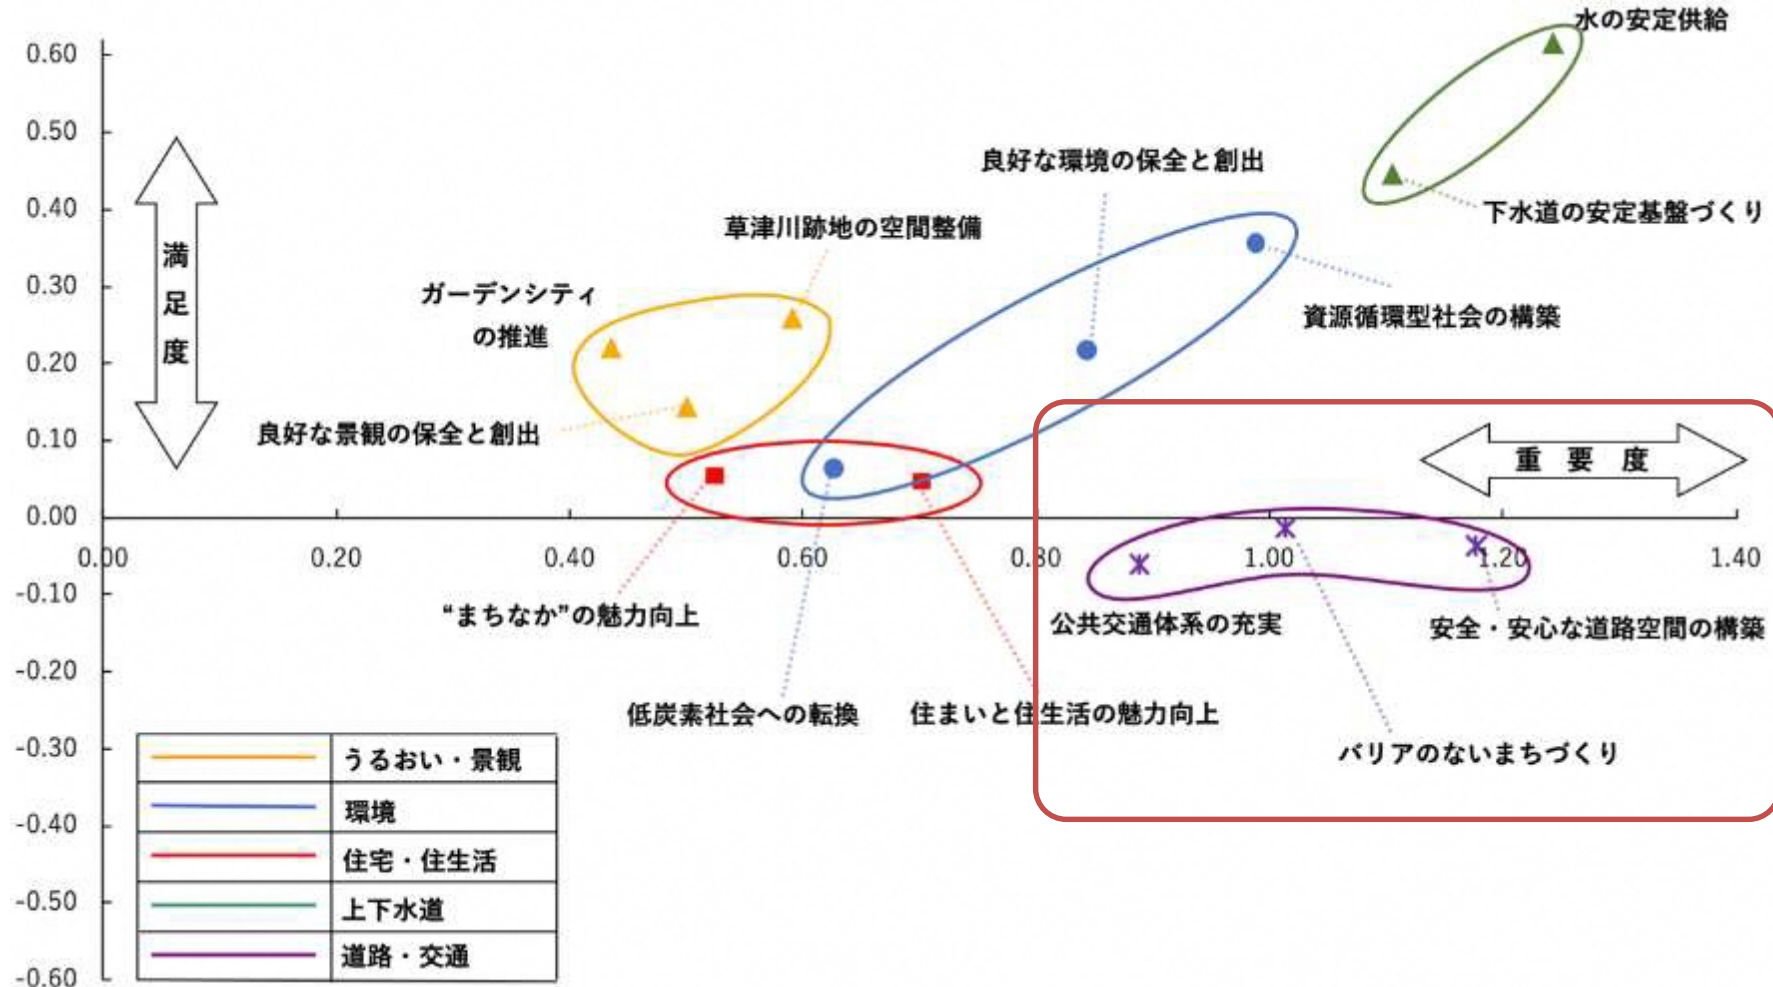 水の安定供給
0.60
0.50
良好な環境の保全と創出
0.40
下水道の安定基盤づくり
草津川跡地の空間整備
満足度
0.30
ガーデンシティ
の推進
資源循環型社会の構築
0.20
0.10
良好な景観の保全と創出
重 要 度
0.00
0.00 0.20 0.40 0.60 0.80 1.00 1.20 1.40
-0.10
“まちなか”の魅力向上
公共交通体系の充実
安全・安心な道路空間の構築
-0.20
低炭素社会への転換
住まいと住生活の魅力向上
バリアのないまちづくり
-0.30
うるおい・景観
環境
-0.40
住宅・住生活
-0.50
上下水道
道路・交通
-0.60